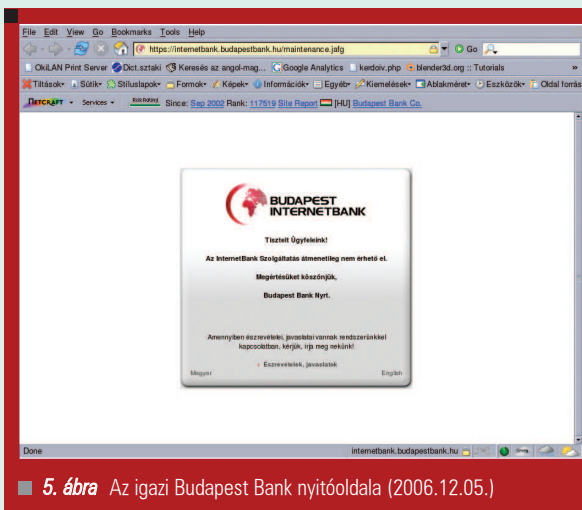 File Edit View Go Bookmarks Tools Help
https://internetbank.budapestbank.hu/maintenance.jafg Go
OkiLAN Print Server Dict.sztaki Keresés az angol-mag... Google Analytics kardoiv.php blender3d.org :: Tutorials »
Tiltások Sütik Stíluslapok Formok Képek Információk Egyéb Kiemelések Ablakméret Eszközök Oldal forrás
NETCRAFT Services Risk Rating Since: Sep 2002 Rank: 117519 Site Report [HU] Budapest Bank Co.
BUDAPEST
INTERNETBANK
Tisztelt Ügyfeleink!
Az InternetBank Szolgáltatás átmenetileg nem érhető el.
Megértésüket köszönjük,
Budapest Bank Nyrt.
Amennyiben észrevételei, javaslatai vannak rendszerünkkel
kapcsolatban, kérjük, írja meg nekünk!
Észrevételek, javaslatok
Magyar English
Done internetbank.budapestbank.hu
5. ábra Az igazi Budapest Bank nyitóoldala (2006.12.05.)